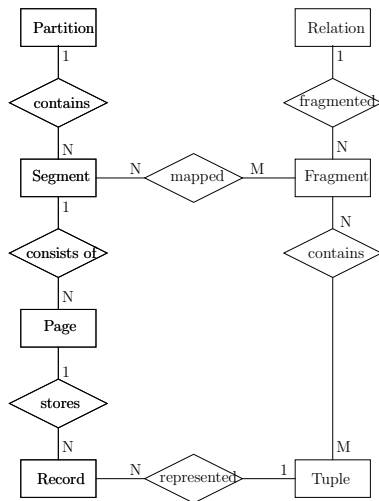 Partition Relation
1 1
contains fragmented
N N
Segment N mapped M Fragment
1 N
consists of contains
N
Page
1
stores
N M
Record N represented 1 Tuple